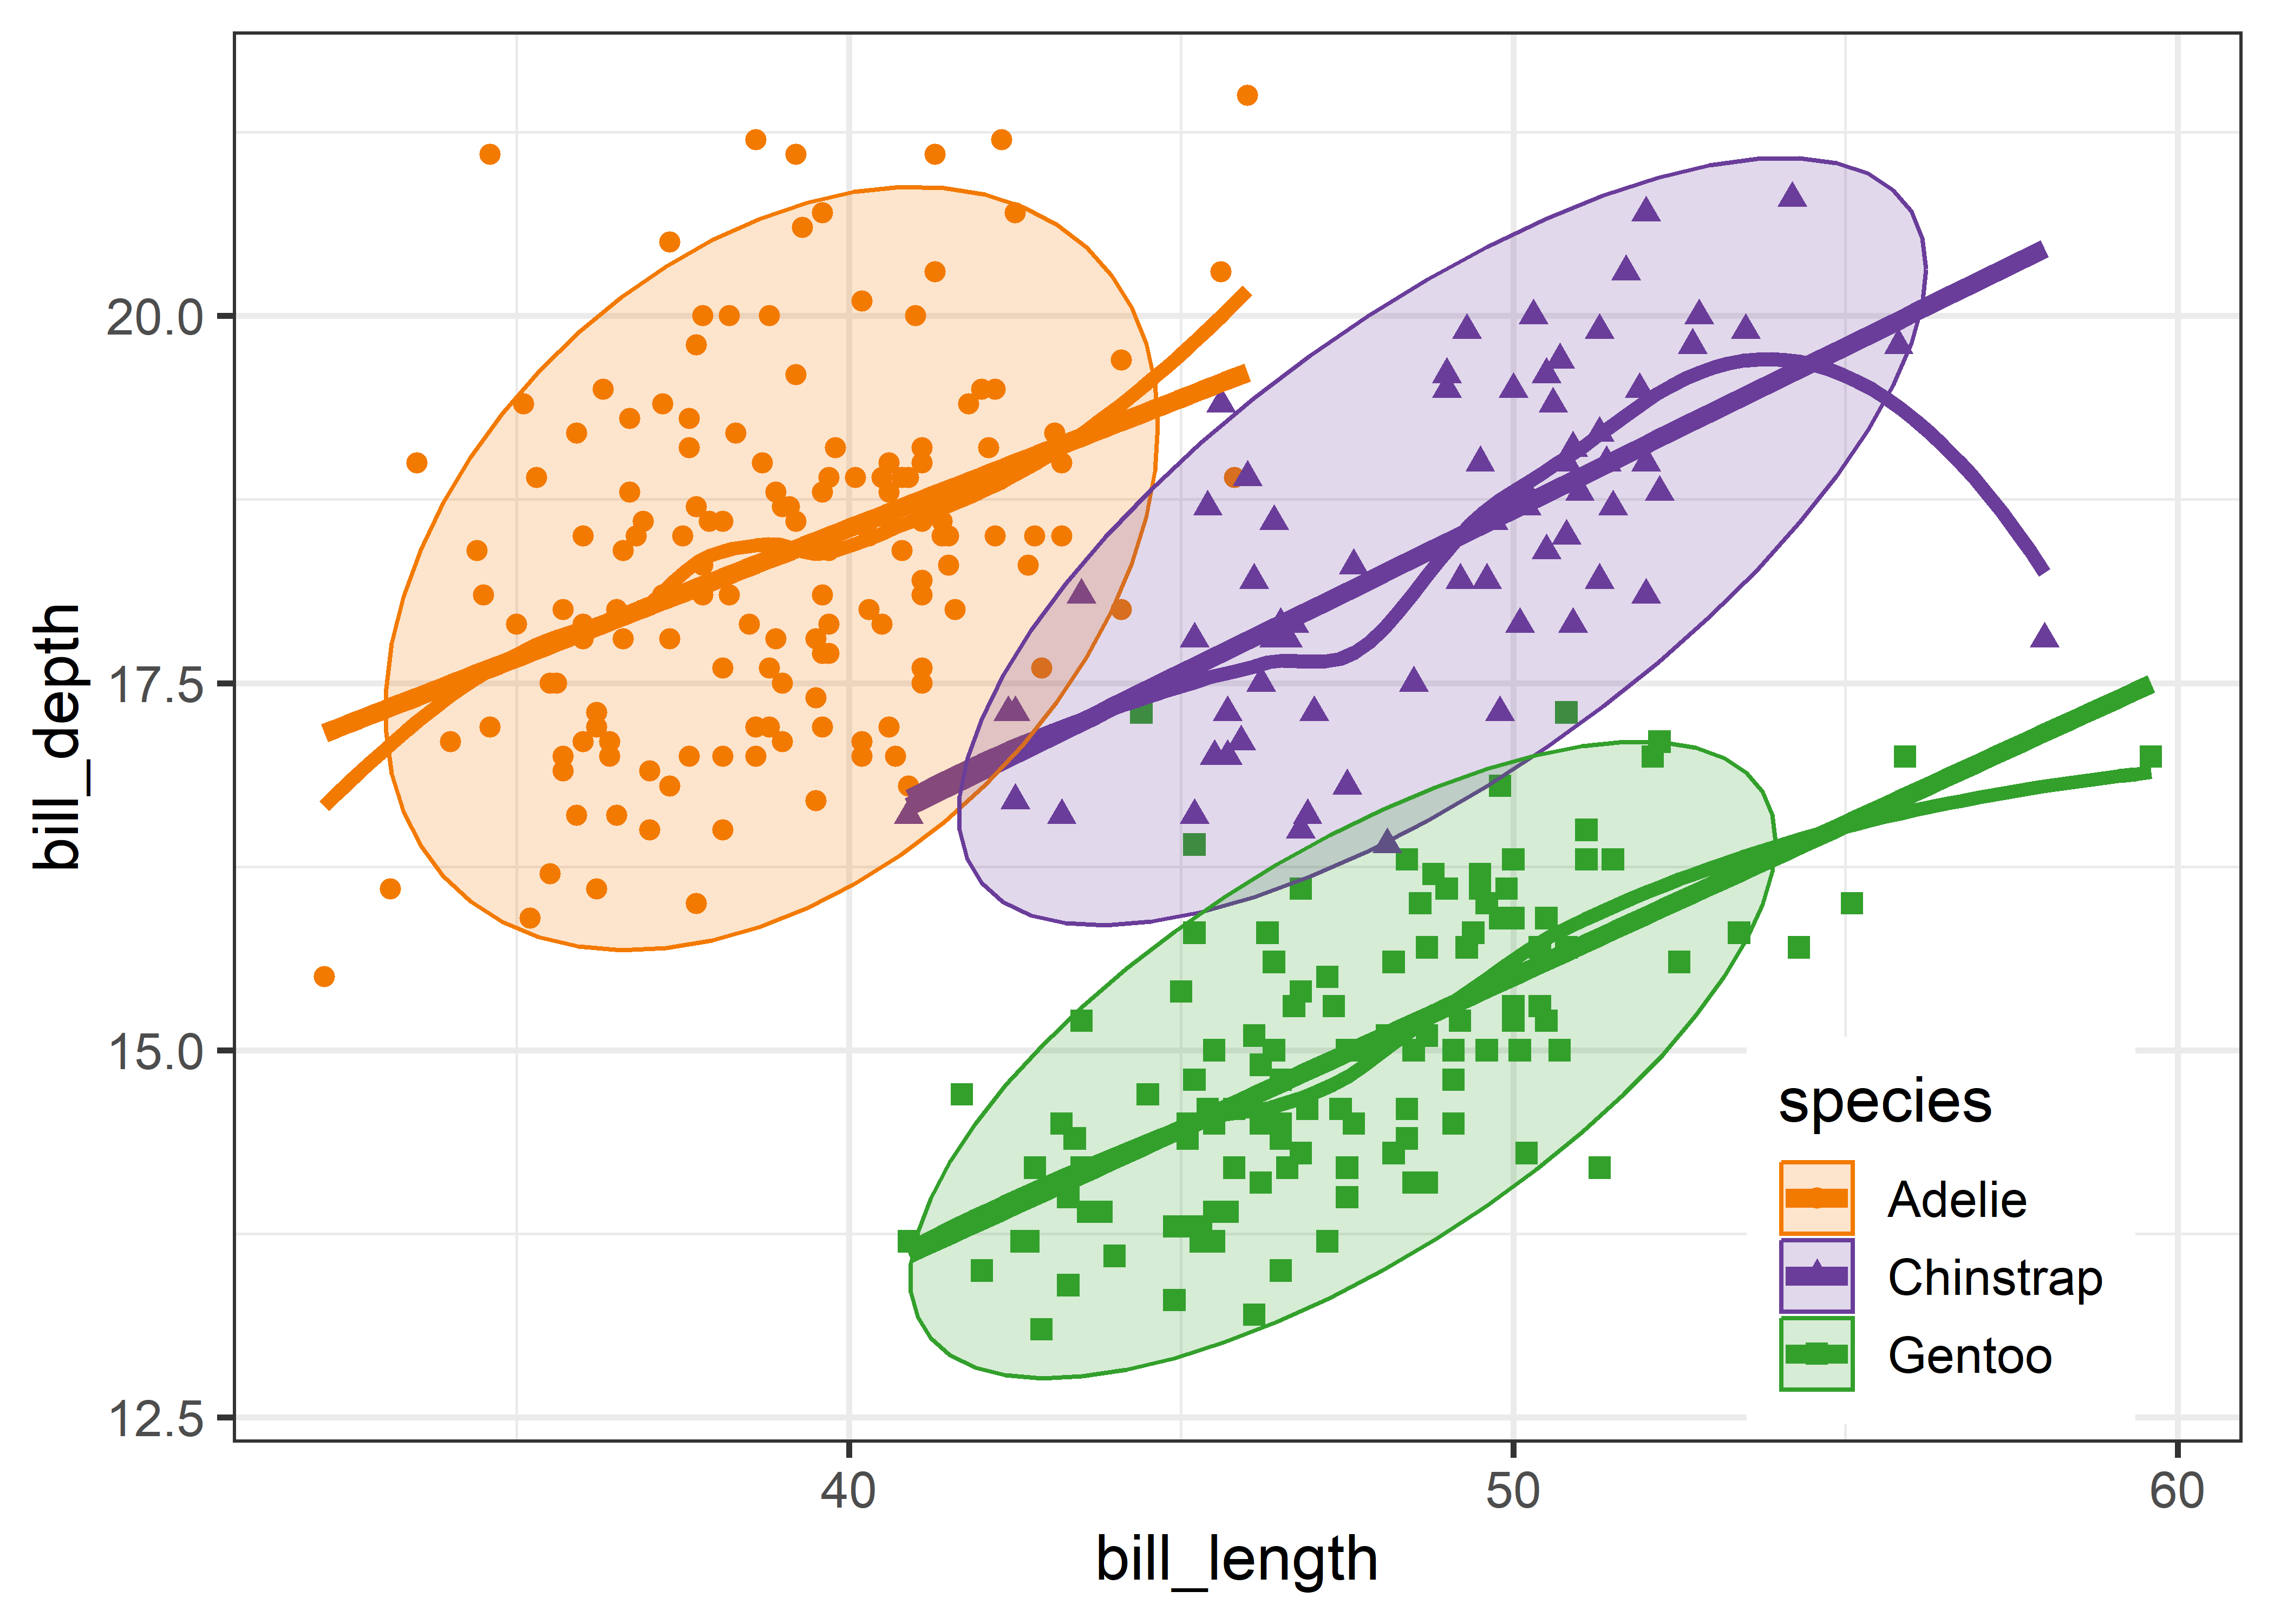 bill_depth
20.0
17.5
15.0
12.5
40
50
60
bill_length
species
Adelie
Chinstrap
Gentoo